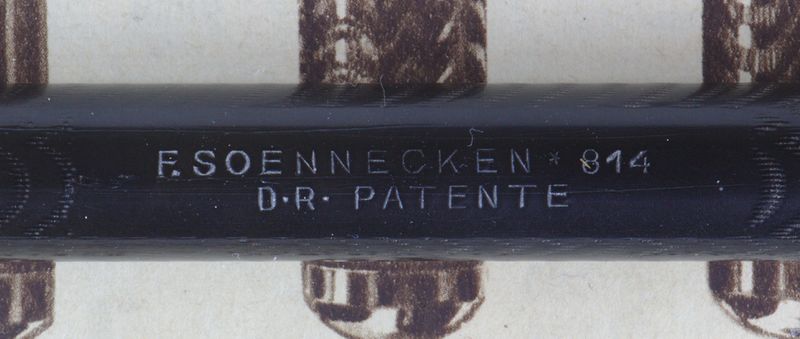 F. SOENNECKEN * 814
D·R· PATENTE